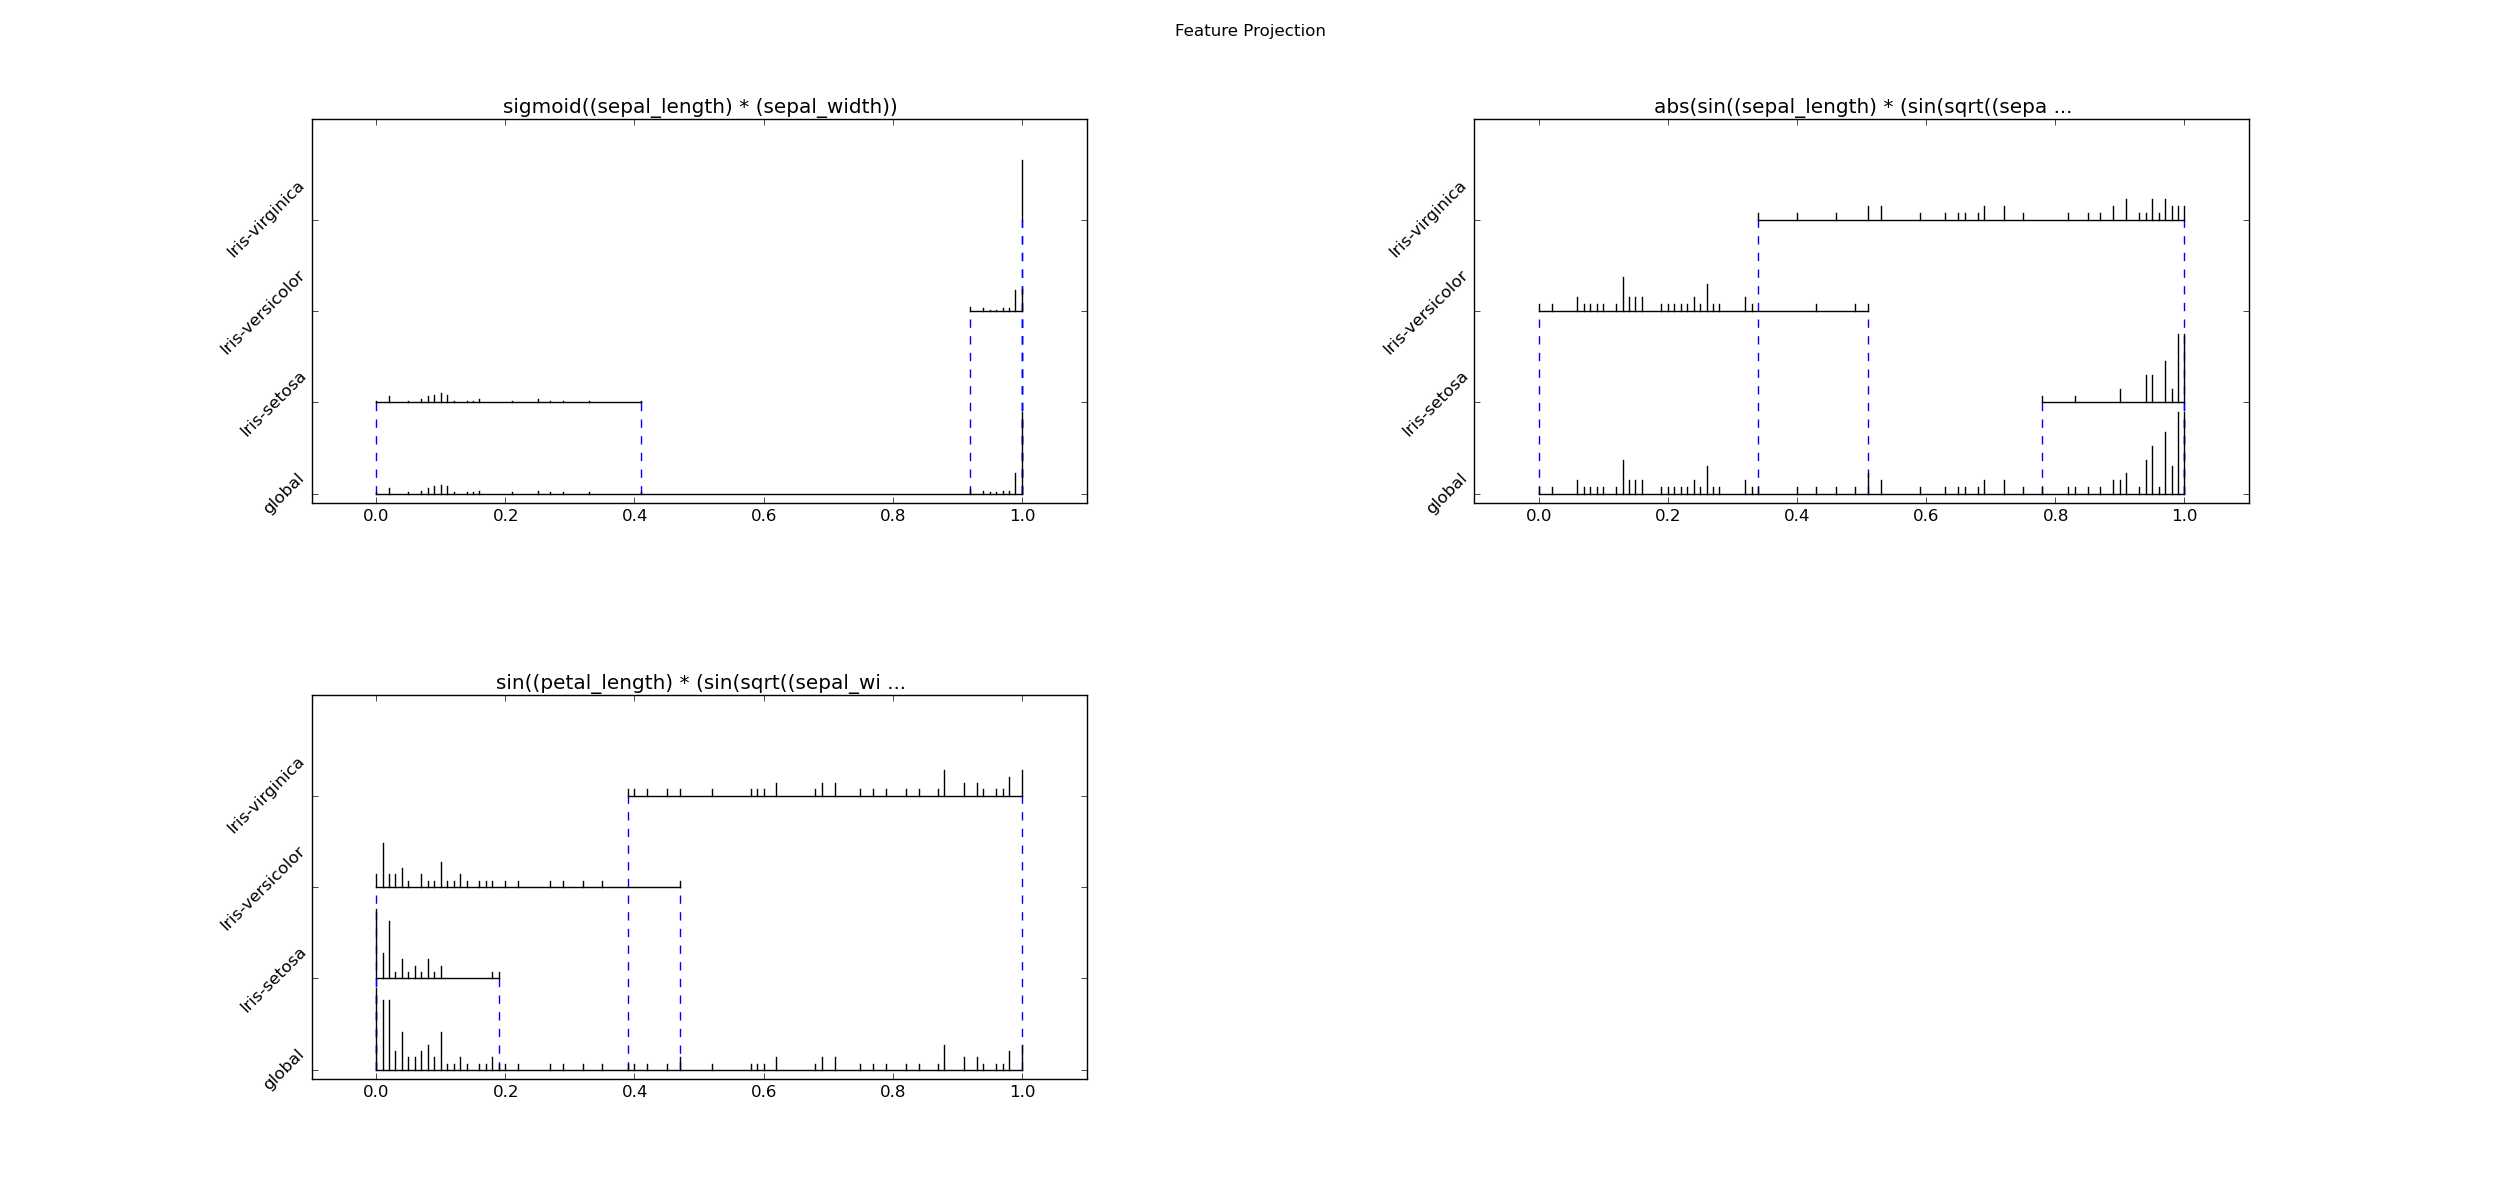 Feature Projection
sigmoid((sepal_length) * (sepal_width))
Iris-virginica
Iris-versicolor
Iris-setosa
global
0.0 0.2 0.4 0.6 0.8 1.0
abs(sin((sepal_length) * (sin(sqrt((sepa ...
Iris-virginica
Iris-versicolor
Iris-setosa
global
0.0 0.2 0.4 0.6 0.8 1.0
sin((petal_length) * (sin(sqrt((sepal_wi ...
Iris-virginica
Iris-versicolor
Iris-setosa
global
0.0 0.2 0.4 0.6 0.8 1.0